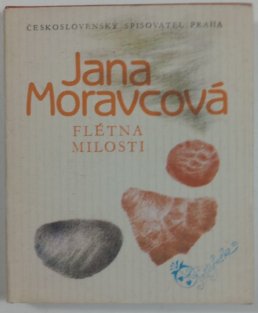 ČESKOSLOVENSKÝ SPISOVATEL PRAHA
Jana
Moravcová
FLÉTNA
MILOSTI